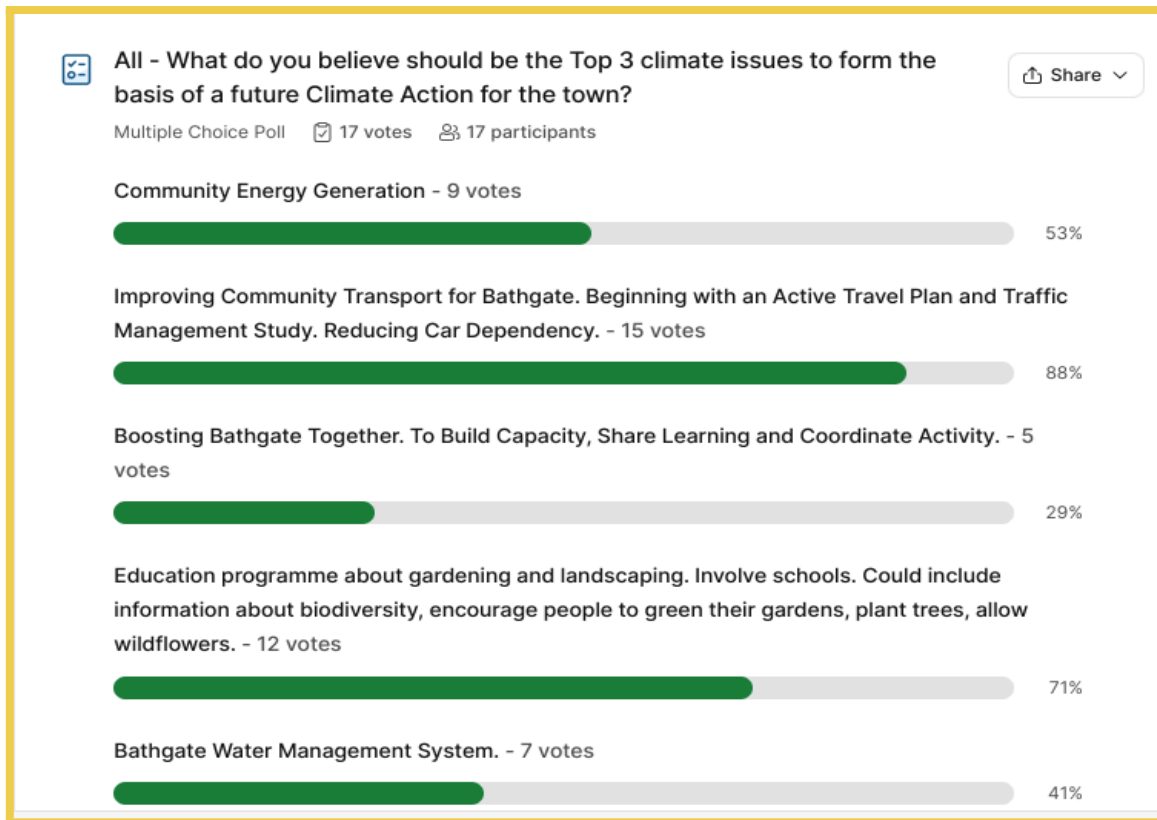 All - What do you believe should be the Top 3 climate issues to form the
basis of a future Climate Action for the town?
Share
Multiple Choice Poll 17 votes 17 participants
Community Energy Generation - 9 votes
53%
Improving Community Transport for Bathgate. Beginning with an Active Travel Plan and Traffic
Management Study. Reducing Car Dependency. - 15 votes
88%
Boosting Bathgate Together. To Build Capacity, Share Learning and Coordinate Activity. - 5
votes
29%
Education programme about gardening and landscaping. Involve schools. Could include
information about biodiversity, encourage people to green their gardens, plant trees, allow
wildflowers. - 12 votes
71%
Bathgate Water Management System. - 7 votes
41%